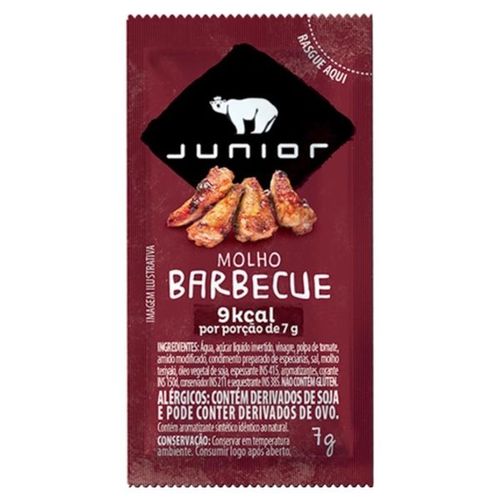 RASGUE AQUI
JUNIOR
IMAGEM ILUSTRATIVA
MOLHO
BARBECUE
9kcal
por porção de 7 g
INGREDIENTES: Água, açúcar líquido invertido, vinagre, polpa de tomate,
amido modificado, condimento preparado de especiarias, sal, molho
teriyaki, óleo vegetal de soja, espessante INS 415, aromatizantes, corante
INS 150d, conservador INS 211 e sequestrante INS 385. NÃO CONTÉM GLÚTEN.
ALÉRGICOS: CONTÉM DERIVADOS DE SOJA
E PODE CONTER DERIVADOS DE OVO.
Contém aromatizante sintético idêntico ao natural.
CONSERVAÇÃO: Conservar em temperatura
ambiente. Consumir logo após aberto.
7g